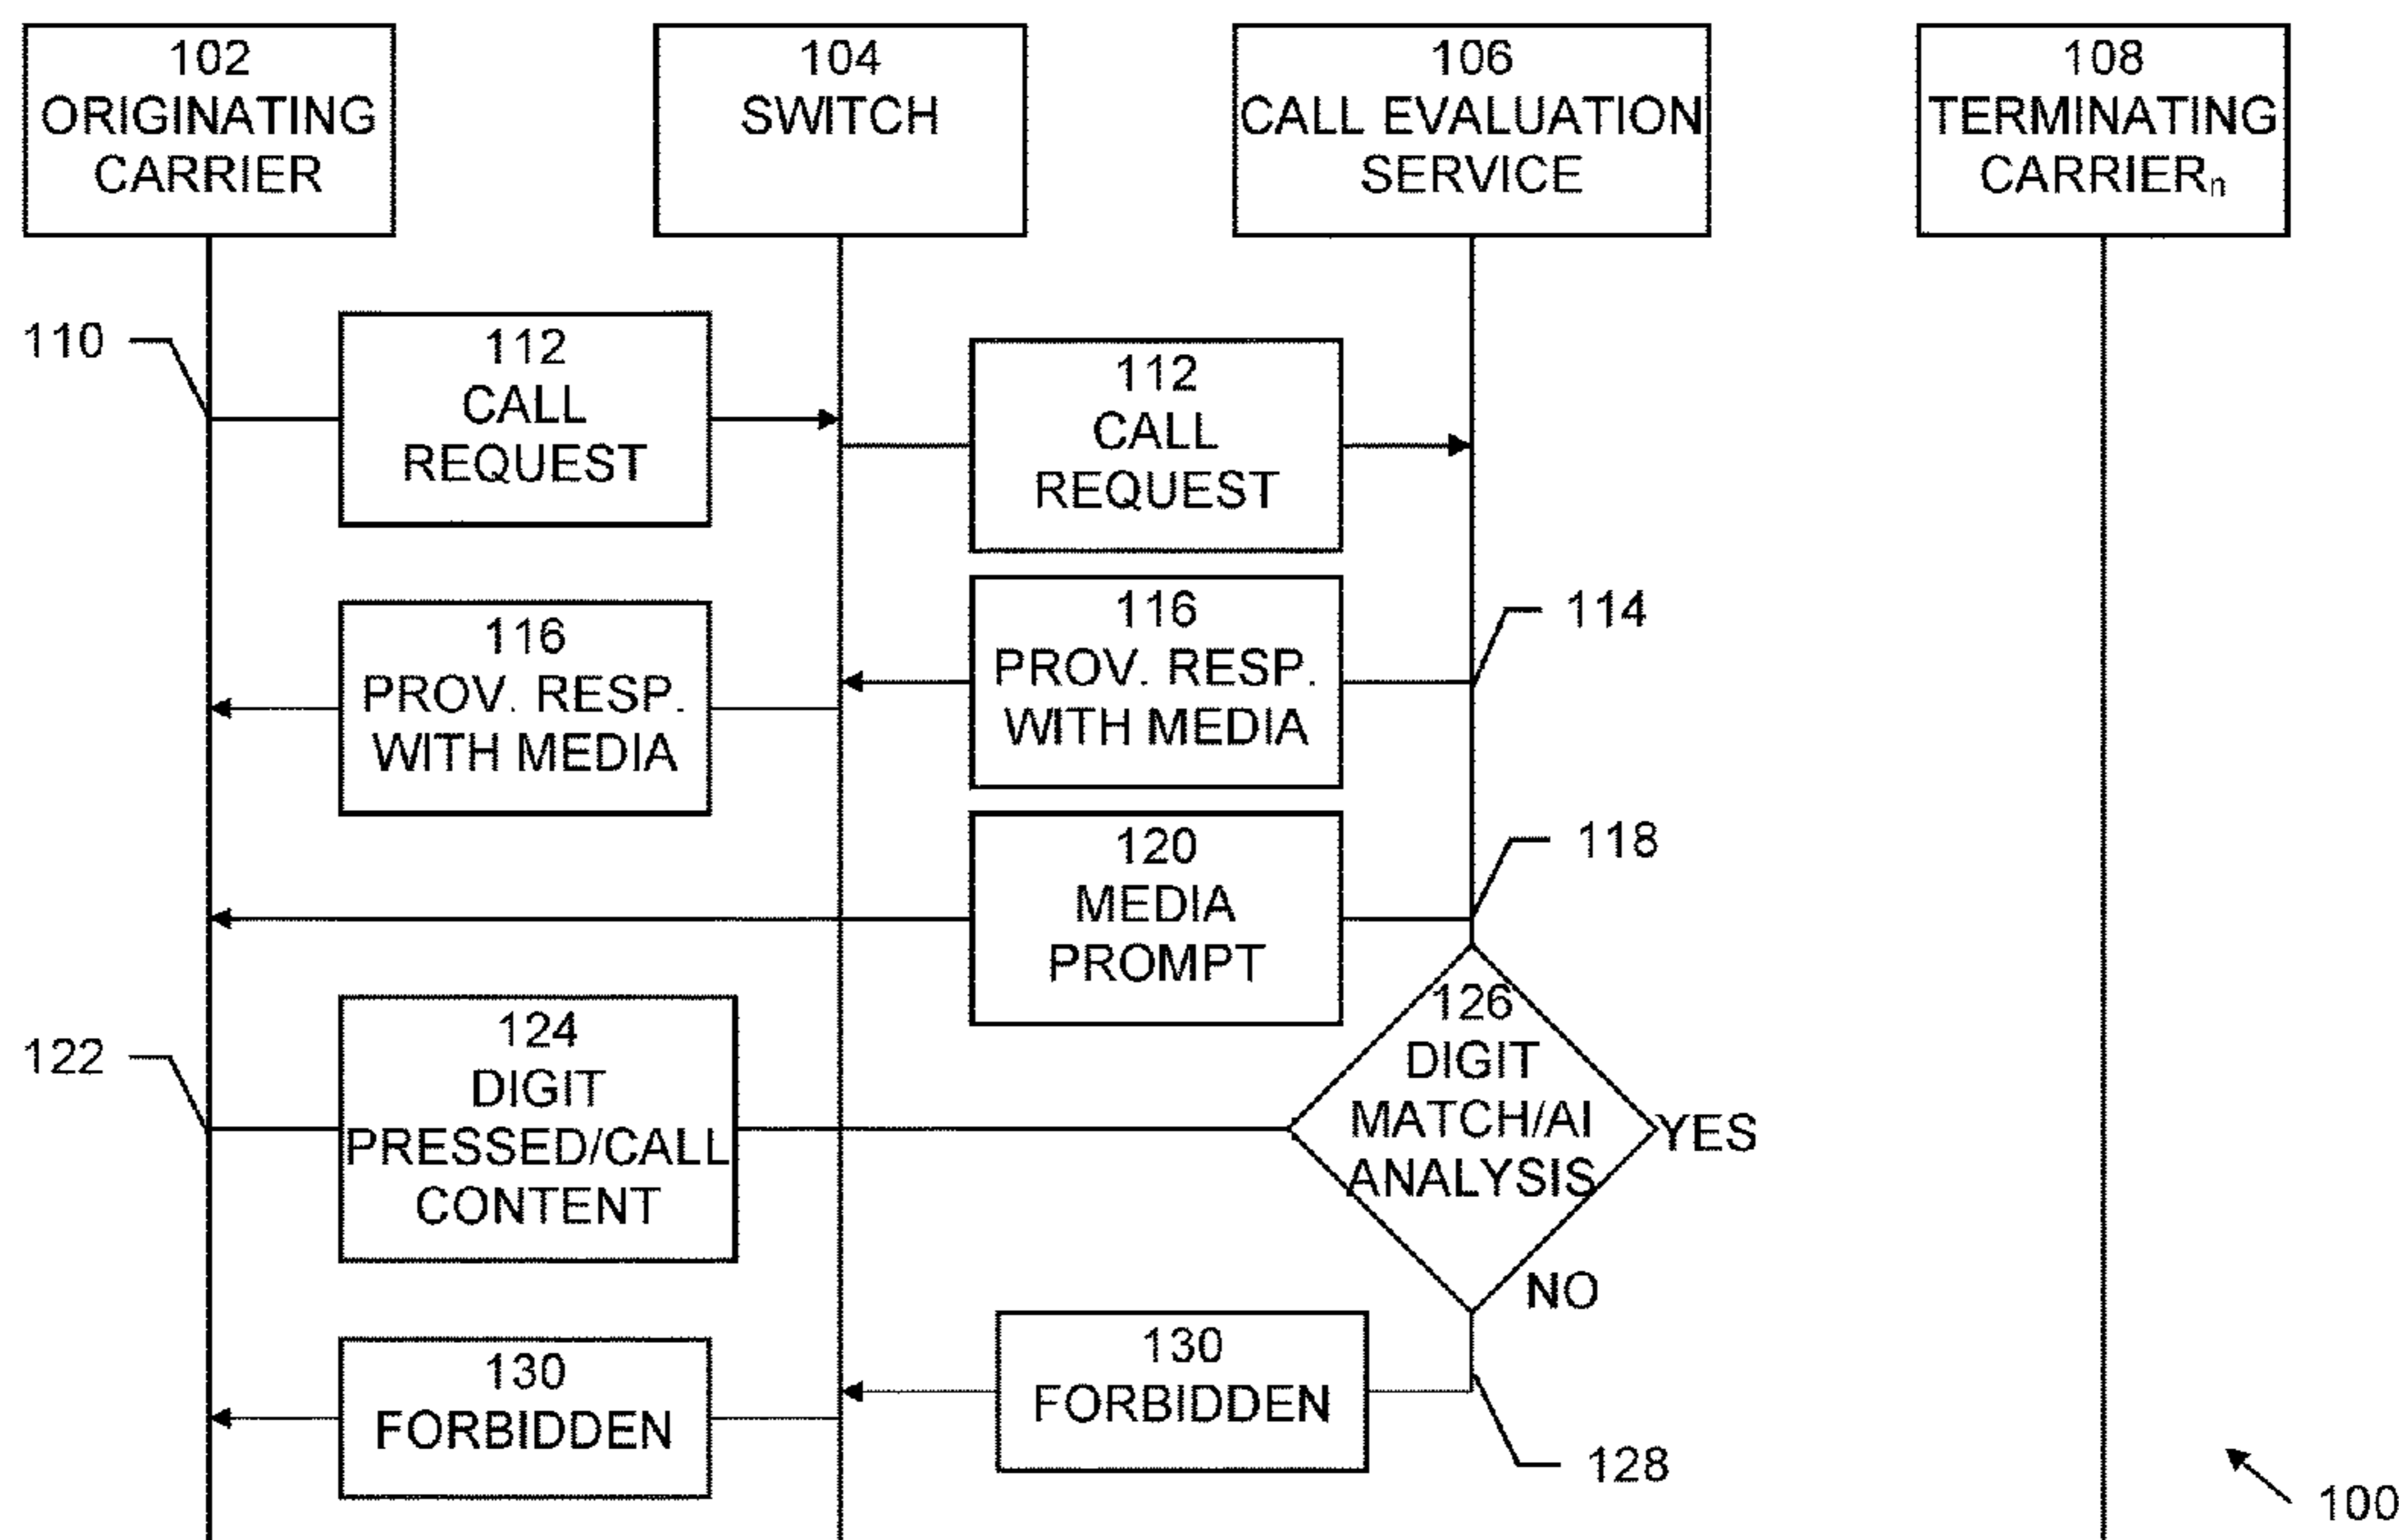 102
ORIGINATING
CARRIER
104
SWITCH
106
CALL EVALUATION
SERVICE
108
TERMINATING
CARRIERn
110
112
CALL
REQUEST
112
CALL
REQUEST
114
116
PROV. RESP.
WITH MEDIA
116
PROV. RESP.
WITH MEDIA
118
120
MEDIA
PROMPT
122
124
DIGIT
PRESSED/CALL
CONTENT
126
DIGIT
MATCH/AI
ANALYSIS
YES
NO
130
FORBIDDEN
130
FORBIDDEN
128
100